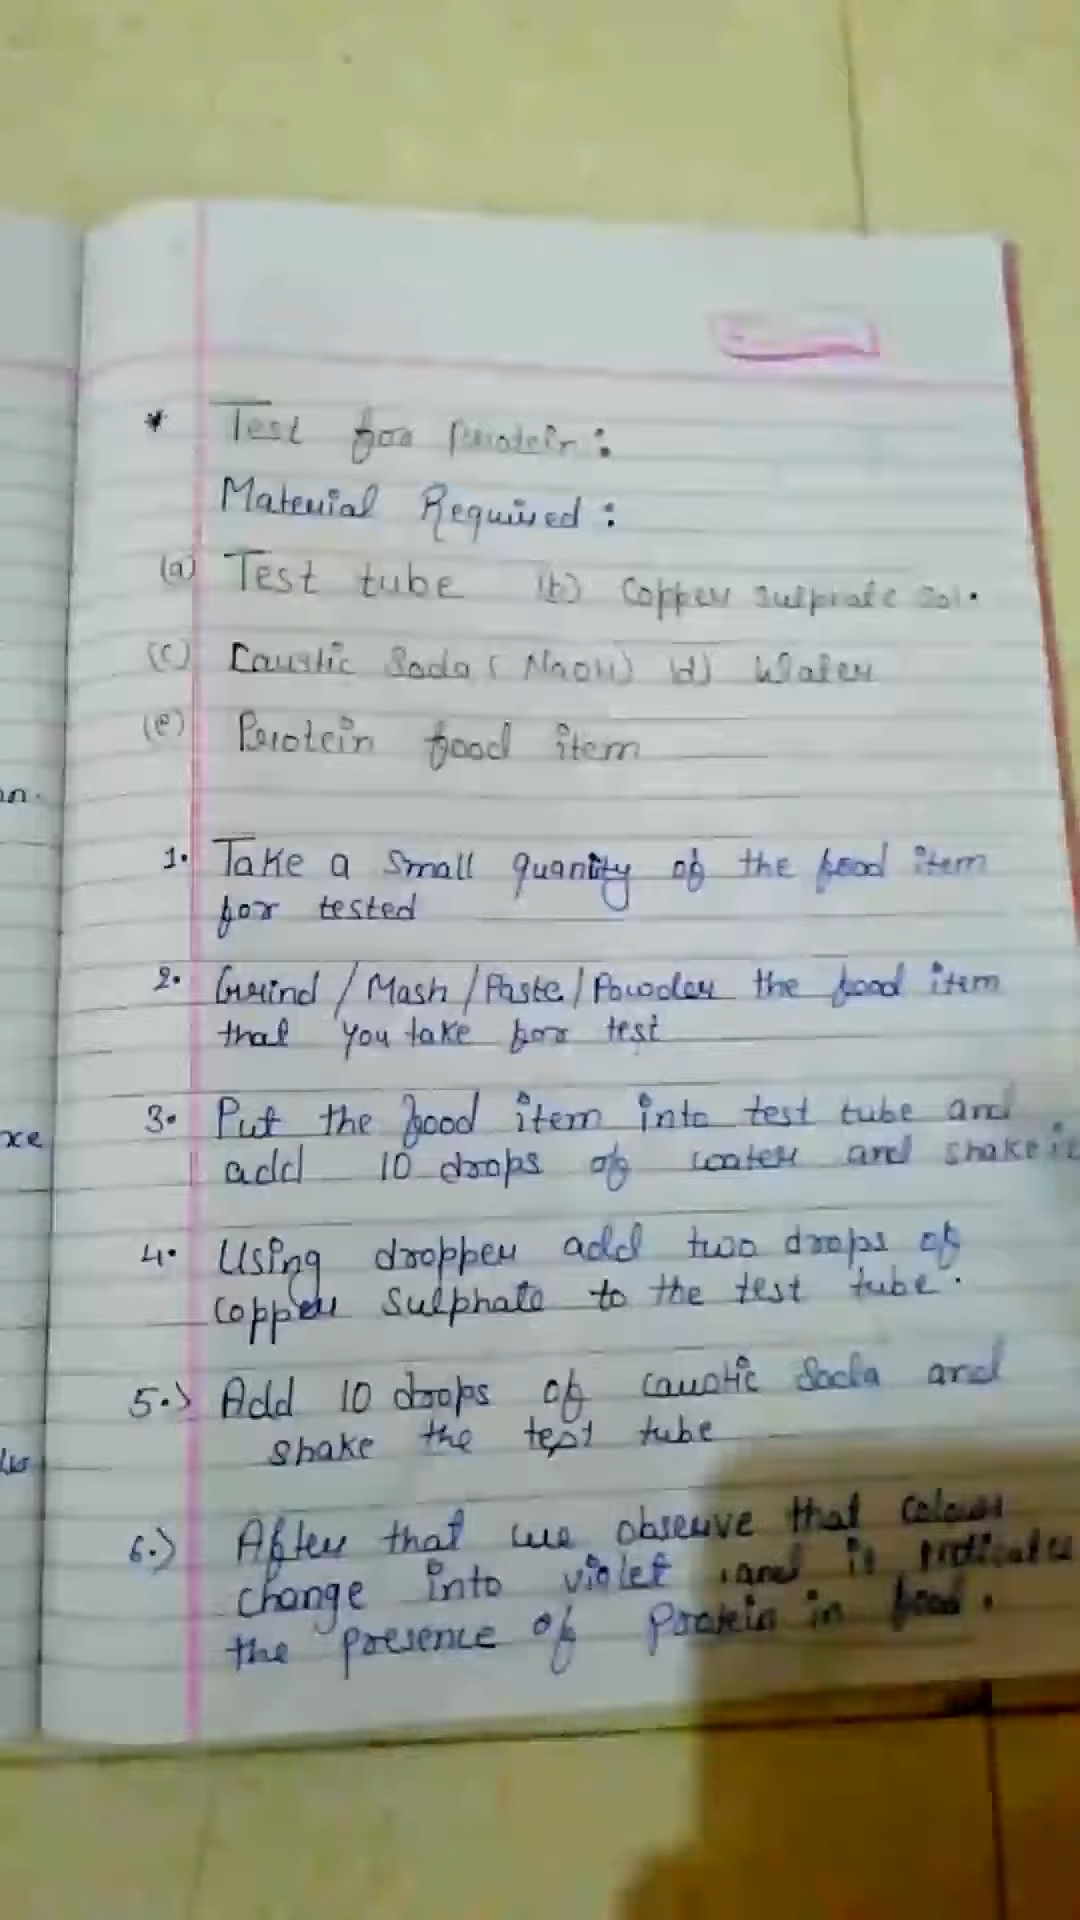 * Test for Protein :
Material Required :
(a) Test tube (b) Copper Sulphate Sol.
(c) Caustic Soda (NaOH) (d) Water
(e) Protein food item
1. Take a small quantity of the food item
for tested
2. Grind / Mash / Paste / Powder the food item
that you take for test
3. Put the food item into test tube and
add 10 drops of water and shake it
4. Using dropper add two drops of
Copper Sulphate to the test tube.
5.) Add 10 drops of caustic Soda and
shake the test tube
6.) After that we observe that colour
change into violet, and it indicates
the presence of Protein in food.
xe